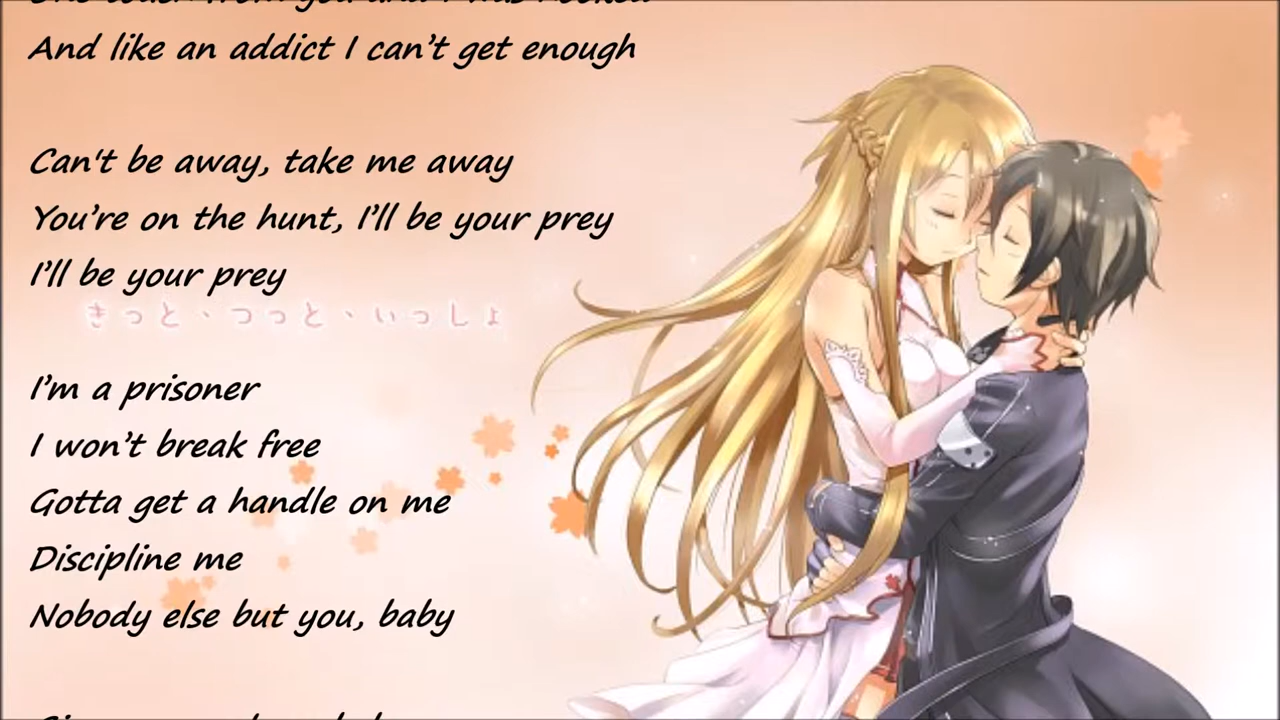 And like an addict I can’t get enough
Can't be away, take me away
You’re on the hunt, I’ll be your prey
I’ll be your prey
きっと、つっと、いっしょ
I’m a prisoner
I won’t break free
Gotta get a handle on me
Discipline me
Nobody else but you, baby